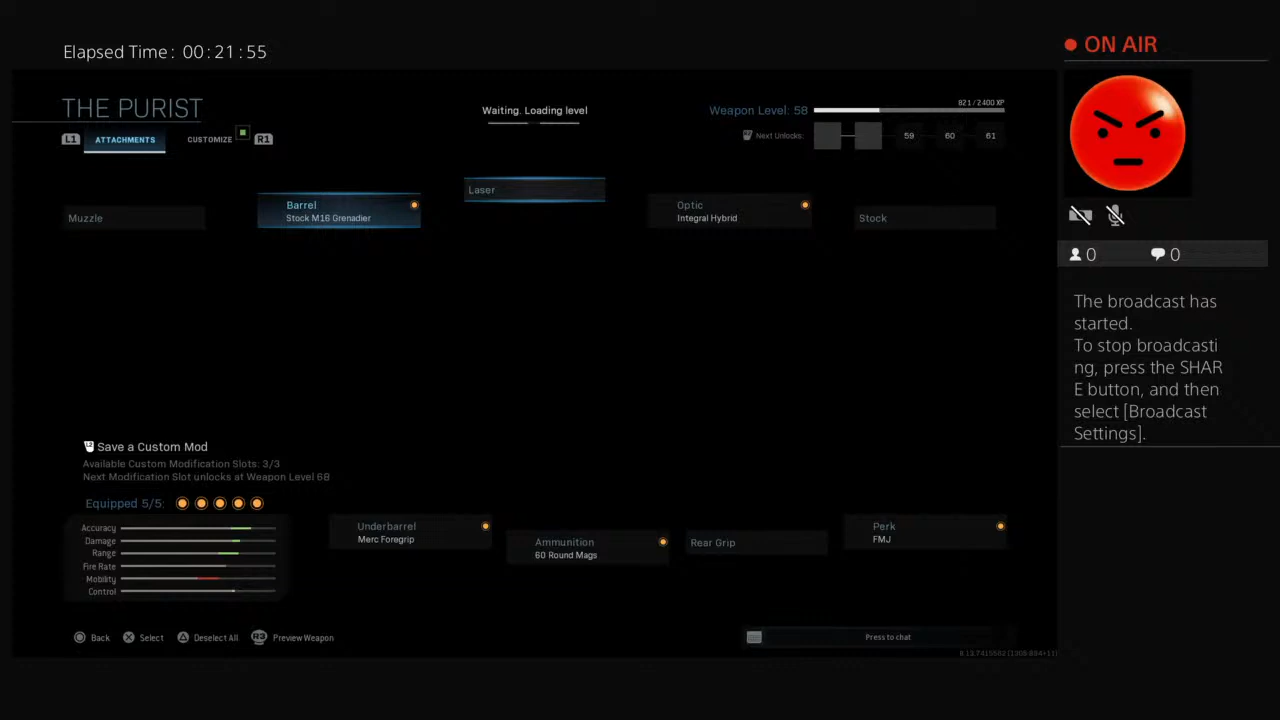 Elapsed Time: 00:21:55
ON AIR
THE PURIST
Waiting. Loading level
Weapon Level: 58
821 / 2400 XP
L1
ATTACHMENTS
CUSTOMIZE
R1
Next Unlocks:
59
60
61
Muzzle
Barrel
Stock M16 Grenadier
Laser
Optic
Integral Hybrid
Stock
0
0
The broadcast has
started.
To stop broadcasti
ng, press the SHAR
E button, and then
select [Broadcast
Settings].
L2 Save a Custom Mod
Available Custom Modification Slots: 3/3
Next Modification Slot unlocks at Weapon Level 68
Equipped 5/5:
Accuracy
Damage
Range
Fire Rate
Mobility
Control
Underbarrel
Merc Foregrip
Ammunition
60 Round Mags
Rear Grip
Perk
FMJ
Back
Select
Deselect All
R3 Preview Weapon
Press to chat